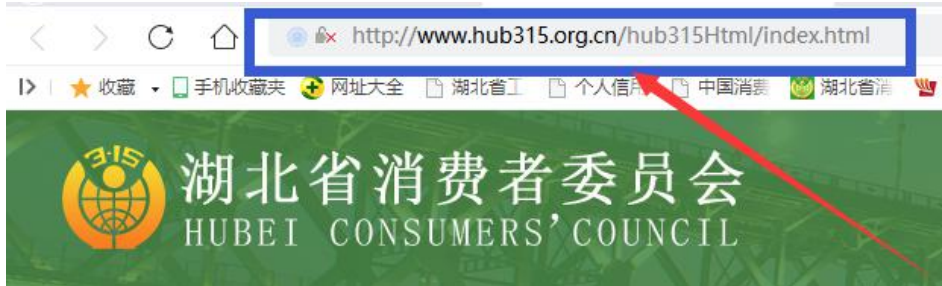 http://www.hub315.org.cn/hub315Html/index.html
收藏 手机收藏夹 网址大全 湖北省工 个人信用 中国消费 湖北省消
3·15
湖北省消费者委员会
HUBEI CONSUMERS'COUNCIL